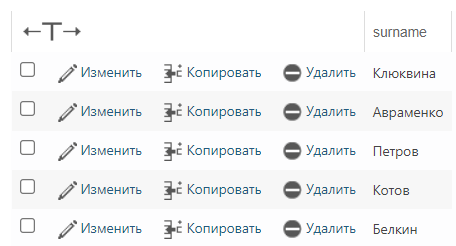 ←T→ surname
Изменить Копировать Удалить Клюквина
Изменить Копировать Удалить Авраменко
Изменить Копировать Удалить Петров
Изменить Копировать Удалить Котов
Изменить Копировать Удалить Белкин